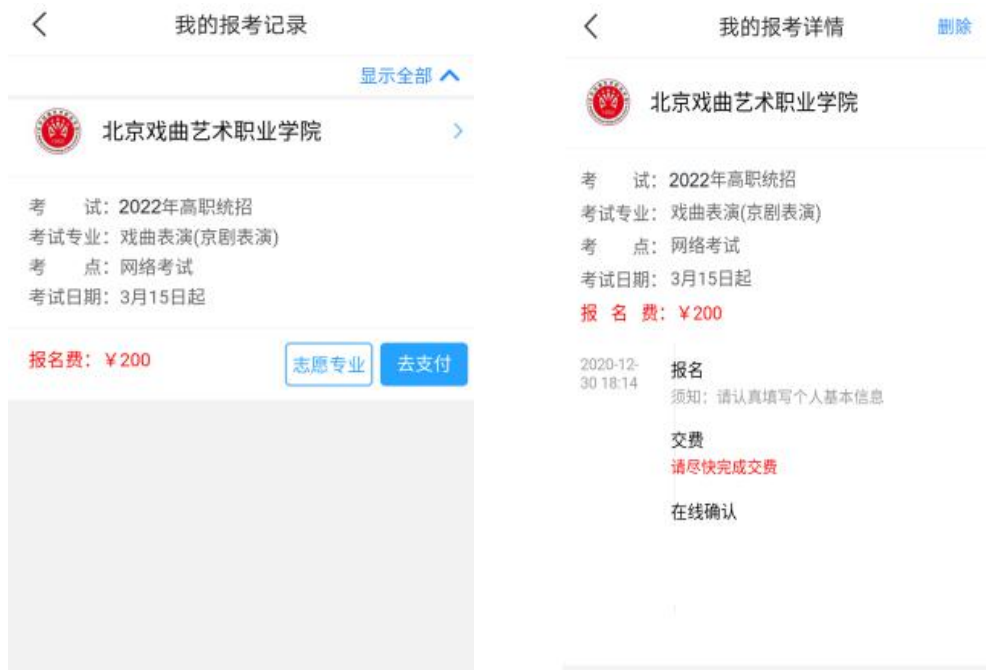 我的报考记录
显示全部
北京戏曲艺术职业学院
考 试：2022年高职统招
考试专业：戏曲表演(京剧表演)
考 点：网络考试
考试日期：3月15日起
报名费：￥200
志愿专业
去支付
我的报考详情
删除
北京戏曲艺术职业学院
考 试：2022年高职统招
考试专业：戏曲表演(京剧表演)
考 点：网络考试
考试日期：3月15日起
报 名 费：￥200
2020-12-
30 18:14
报名
须知：请认真填写个人基本信息
交费
请尽快完成交费
在线确认